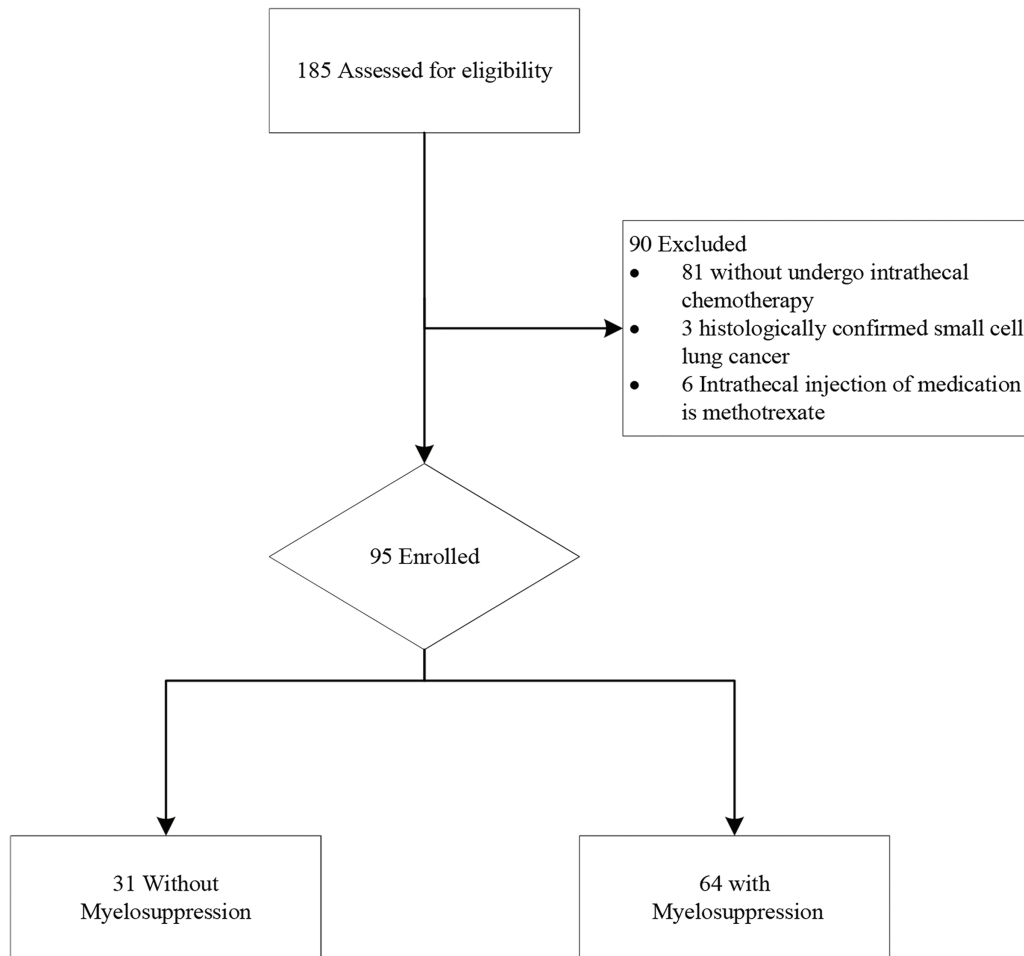 185 Assessed for eligibility
90 Excluded
● 81 without undergo intrathecal
chemotherapy
● 3 histologically confirmed small cell
lung cancer
● 6 Intrathecal injection of medication
is methotrexate
95 Enrolled
31 Without
Myelosuppression
64 with
Myelosuppression